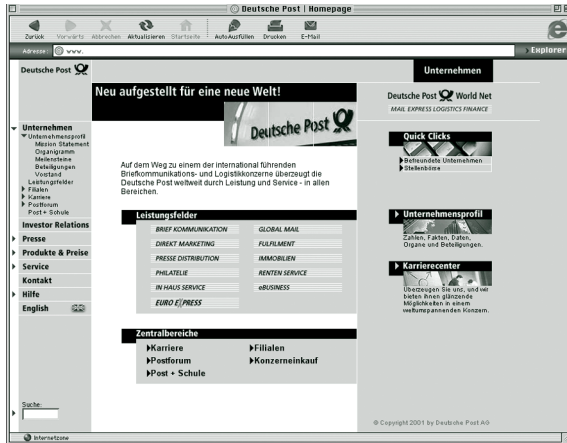 Deutsche Post | Homepage
Zurück Vorwärts Abbrechen Aktualisieren Startseite AutoAusfüllen Drucken E-Mail
Adresse: www.
Explorer
Deutsche Post
Unternehmen
Unternehmensprofil
Mission Statement
Organigramm
Meilensteine
Beteiligungen
Vorstand
Leistungsfelder
Filialen
Karriere
Postforum
Post + Schule
Investor Relations
Presse
Produkte & Preise
Service
Kontakt
Hilfe
English
Suche:
Neu aufgestellt für eine neue Welt!
Deutsche Post
Auf dem Weg zu einem der international führenden
Briefkommunikations- und Logistikkonzerne überzeugt die
Deutsche Post weltweit durch Leistung und Service - in allen
Bereichen.
Leistungsfelder
BRIEF KOMMUNIKATION GLOBAL MAIL
DIREKT MARKETING FULFILMENT
PRESSE DISTRIBUTION IMMOBILIEN
PHILATELIE RENTEN SERVICE
IN HAUS SERVICE eBUSINESS
EURO EXPRESS
Zentralbereiche
Karriere Filialen
Postforum Konzerneinkauf
Post + Schule
Unternehmen
Deutsche Post World Net
MAIL EXPRESS LOGISTICS FINANCE
Quick Clicks
Befreundete Unternehmen
Stellenbörse
Unternehmensprofil
Zahlen, Fakten, Daten,
Organe und Beteiligungen.
Karrierecenter
Überzeugen Sie uns, und wir
bieten ihnen glänzende
Möglichkeiten in einem
weltumspannenden Konzern.
© Copyright 2001 by Deutsche Post AG
Internetzone